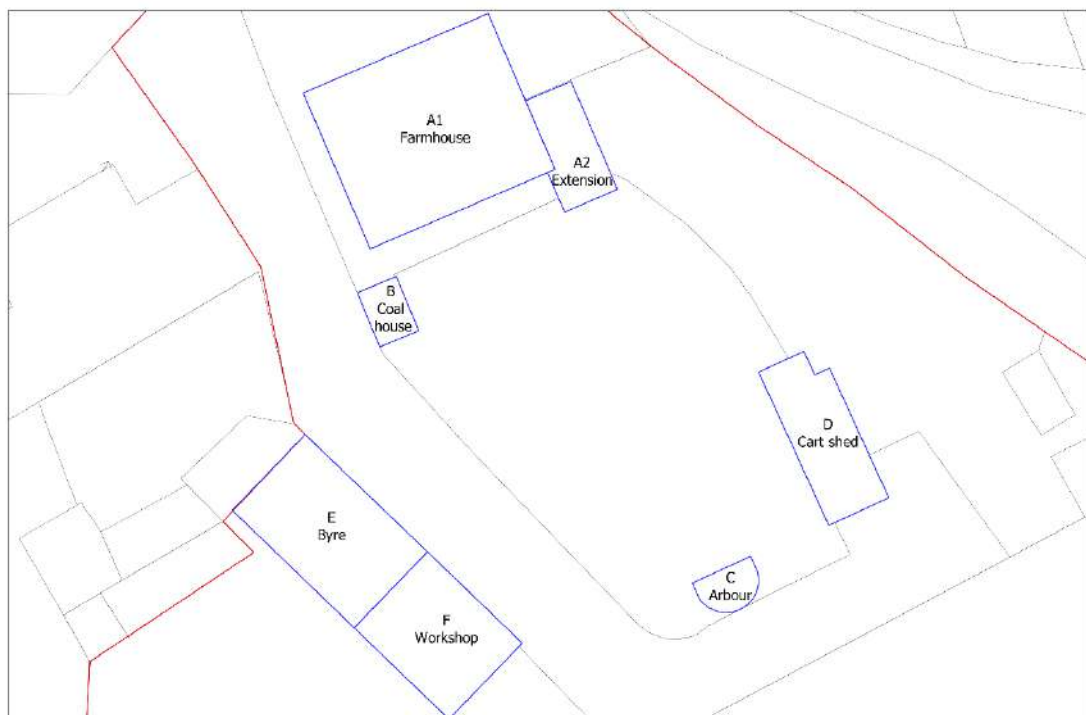 A1
Farmhouse
A2
Extension
B
Coal
house
D
Cart shed
E
Byre
C
Arbour
F
Workshop